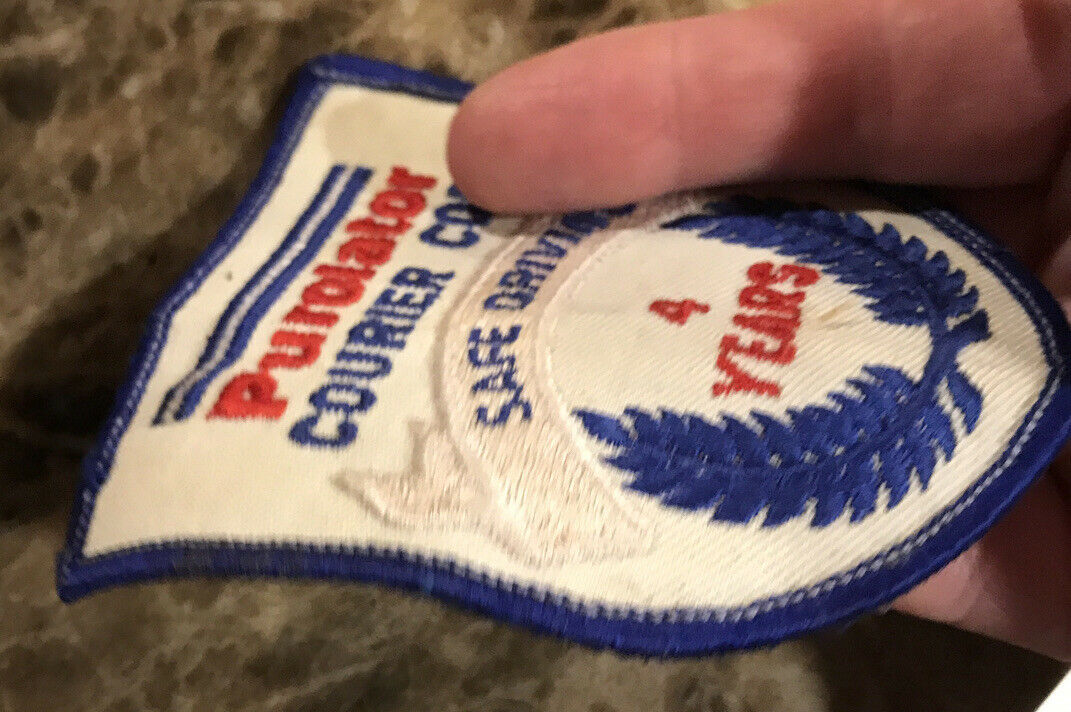 Purolator
COURIER
SAFE
4
YEARS